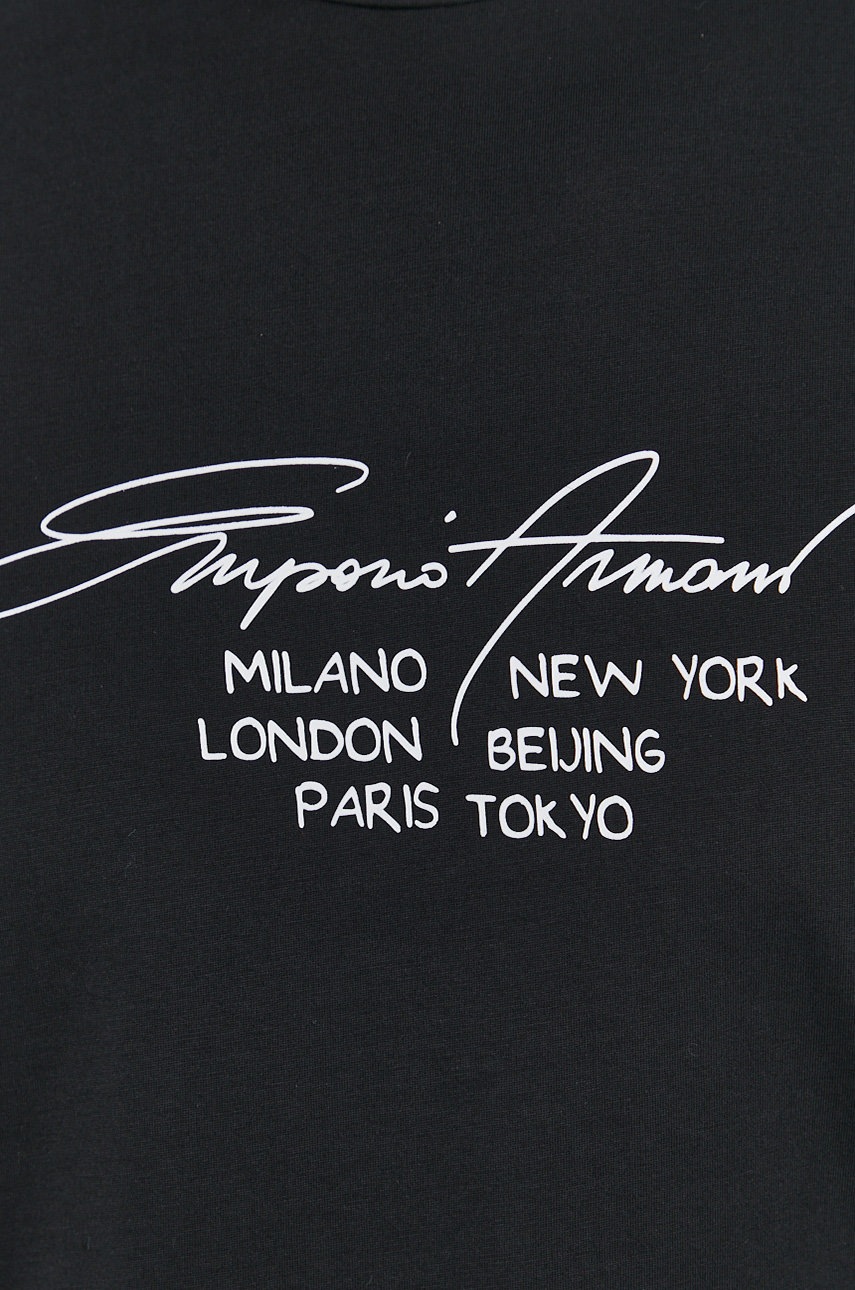 Emporio Armani
MILANO NEW YORK
LONDON BEIJING
PARIS TOKYO